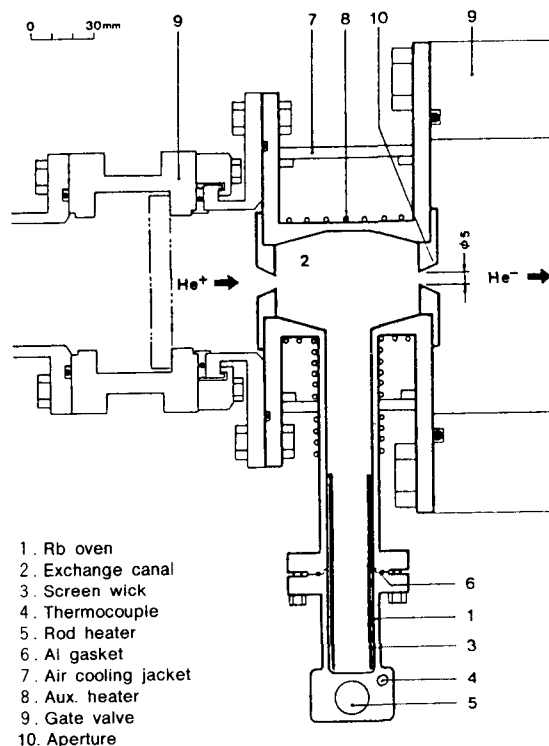 0 30mm
9 7 8 10 9
2
φ5
He⁺
He⁻
6
1
3
4
5
1. Rb oven
2. Exchange canal
3. Screen wick
4. Thermocouple
5. Rod heater
6. Al gasket
7. Air cooling jacket
8. Aux. heater
9. Gate valve
10. Aperture